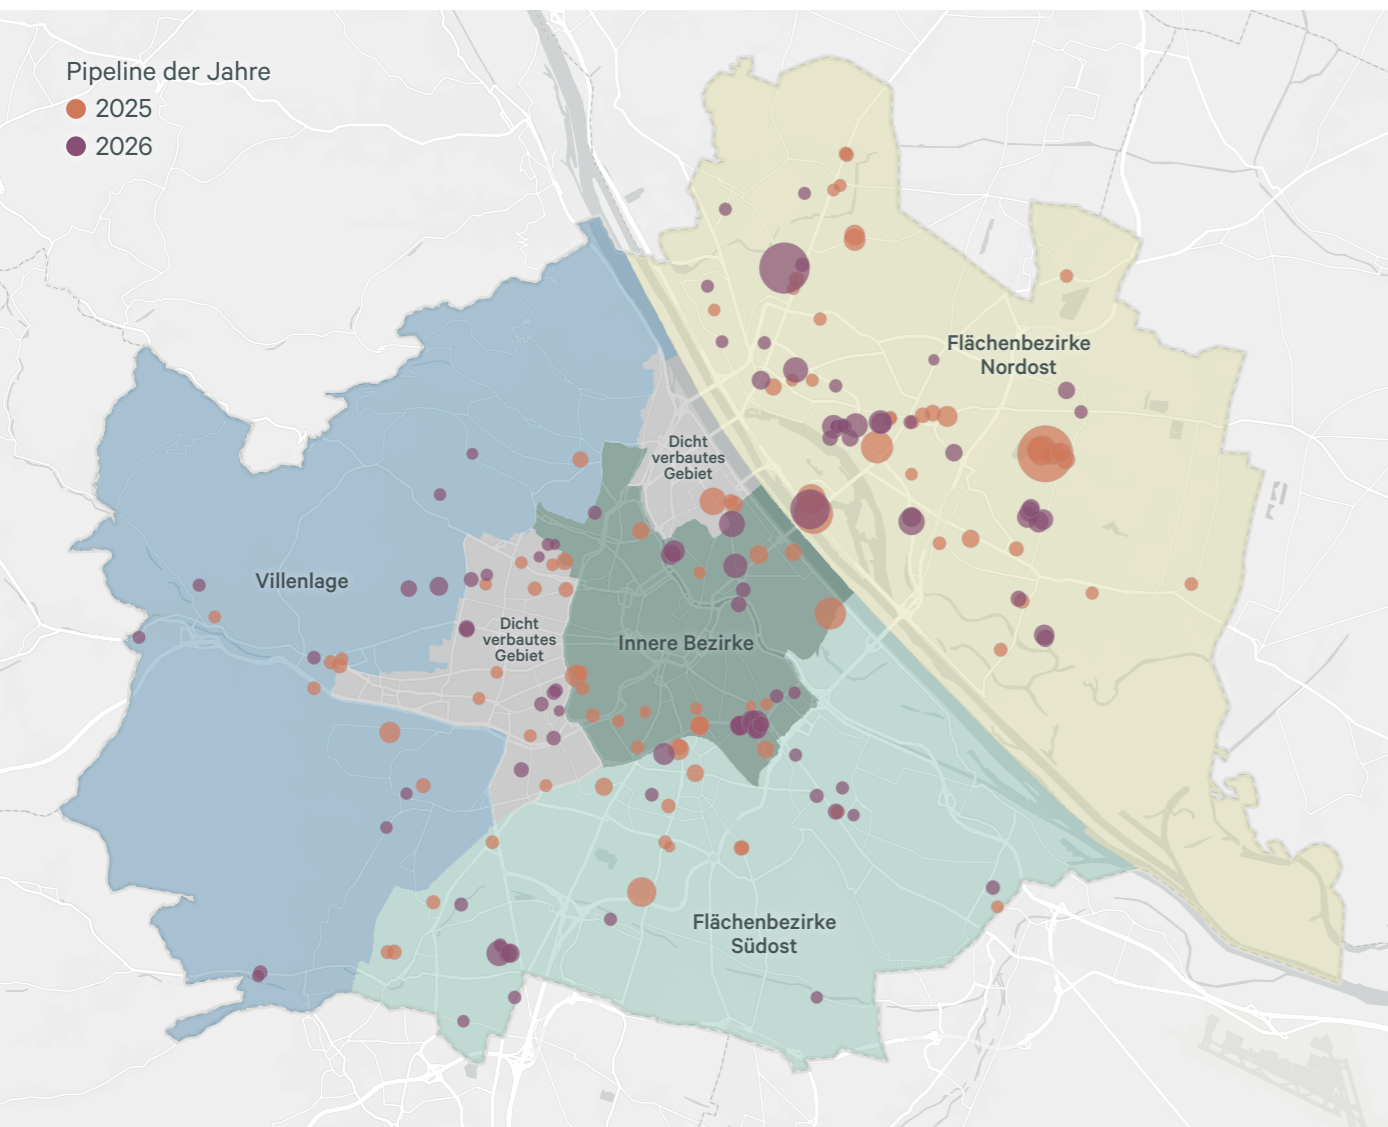 Pipeline der Jahre
2025
2026
Flächenbezirke
Nordost
Dicht
verbautes
Gebiet
Villenlage
Dicht
verbautes
Gebiet
Innere Bezirke
Flächenbezirke
Südost